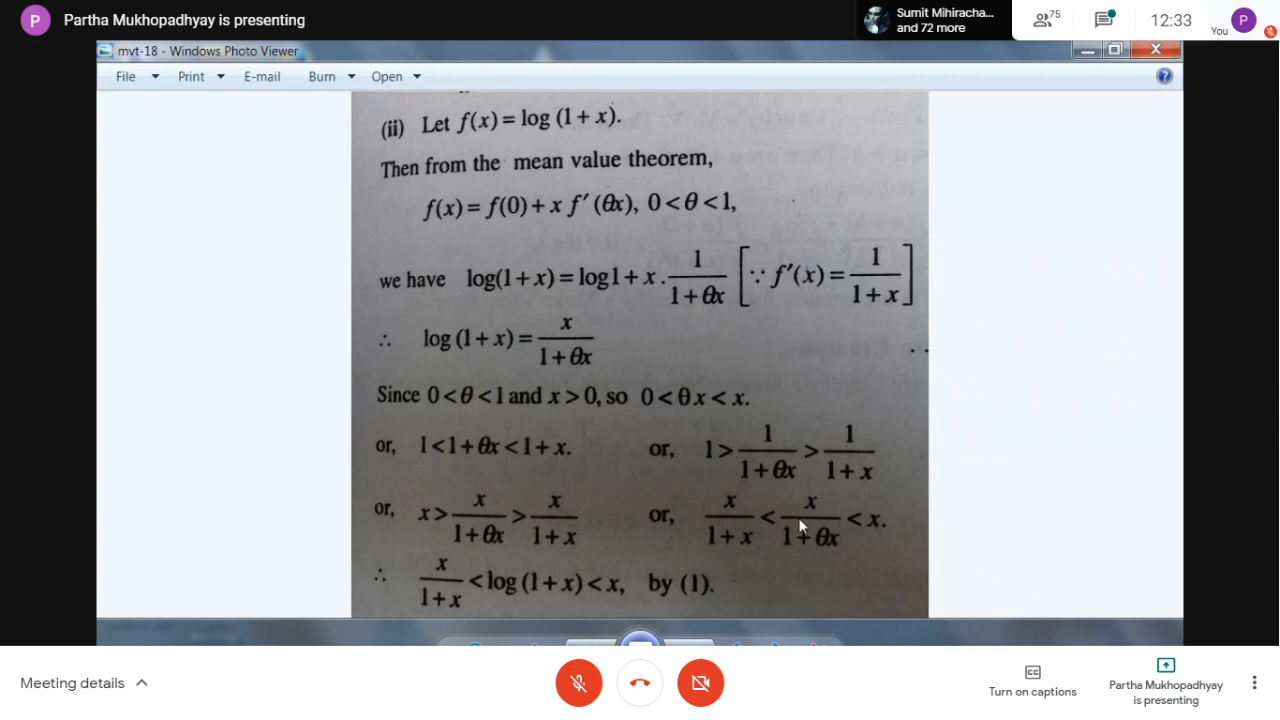 P
Partha Mukhopadhyay is presenting
Sumit Mihiracha...
and 72 more
75
12:33
You
P
mvt-18 - Windows Photo Viewer
File Print E-mail Burn Open
(ii) Let f(x) = log (1 + x).
Then from the mean value theorem,
f(x) = f(0) + x f′(θx), 0 < θ < 1,
we have log(1 + x) = log1 + x . 1/(1 + θx) [∵ f′(x) = 1/(1 + x)]
∴ log (1 + x) = x/(1 + θx)
Since 0 < θ < 1 and x > 0, so 0 < θ x < x.
or, 1 < 1 + θx < 1 + x. or, 1 > 1/(1 + θx) > 1/(1 + x)
or, x > x/(1 + θx) > x/(1 + x) or, x/(1 + x) < x/(1 + θx) < x.
∴ x/(1 + x) < log (1 + x) < x, by (1).
Meeting details
CC
Turn on captions
Partha Mukhopadhyay
is presenting